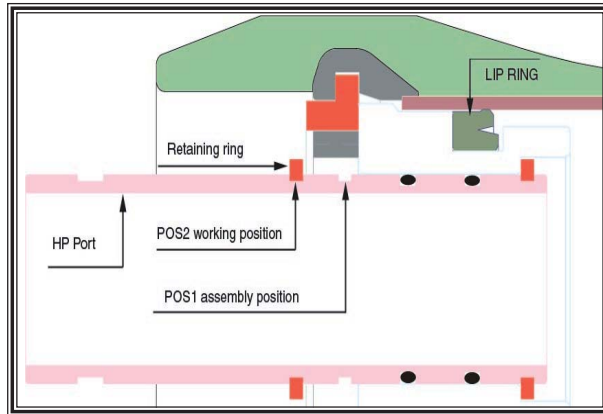 LIP RING
Retaining ring
POS2 working position
HP Port
POS1 assembly position